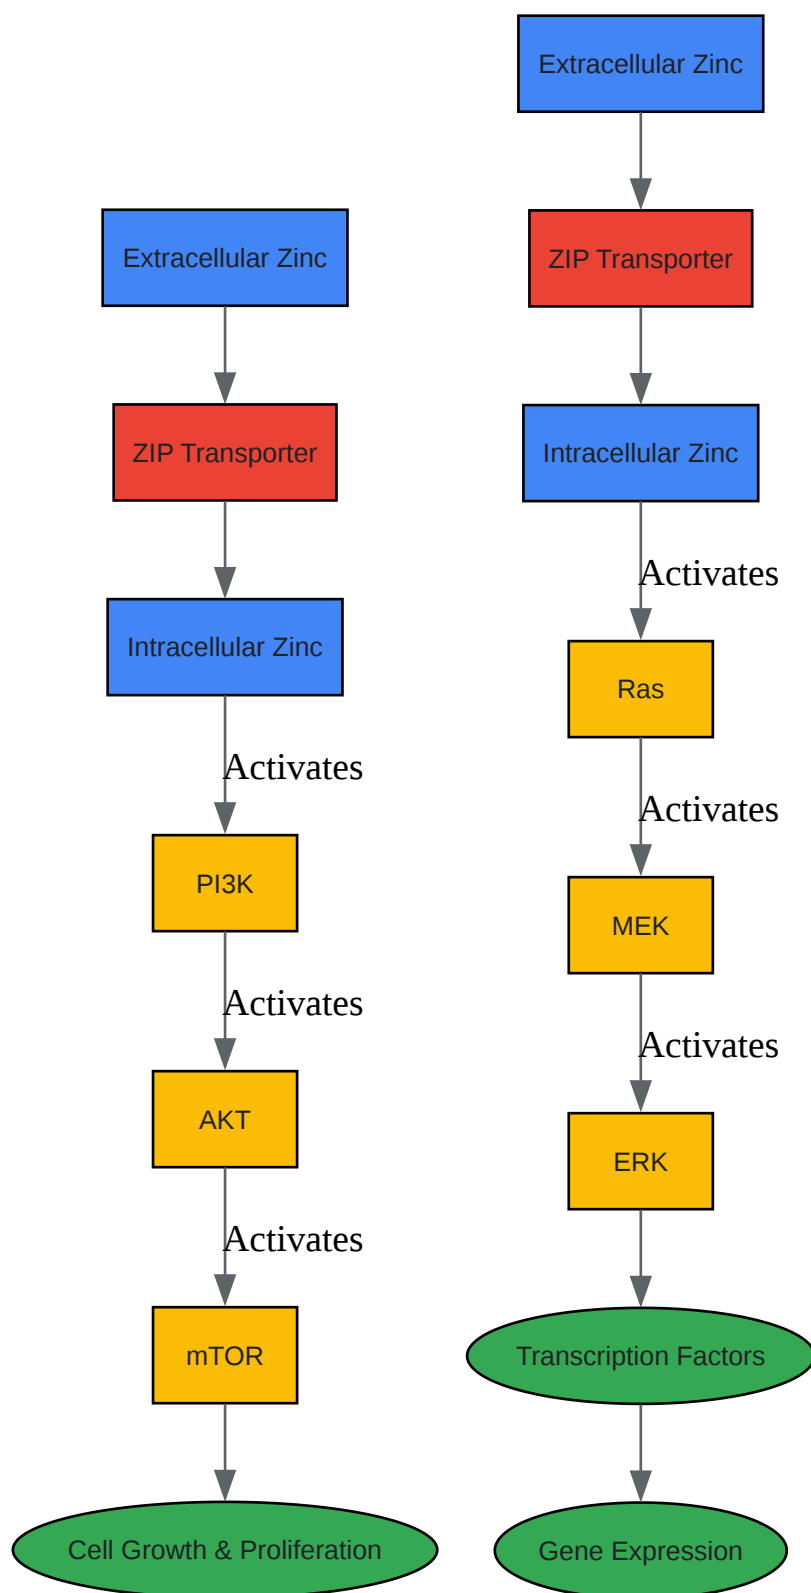 Extracellular Zinc
ZIP Transporter
Intracellular Zinc
Activates
PI3K
Activates
AKT
Activates
mTOR
Cell Growth & Proliferation
Extracellular Zinc
ZIP Transporter
Intracellular Zinc
Activates
Ras
Activates
MEK
Activates
ERK
Transcription Factors
Gene Expression